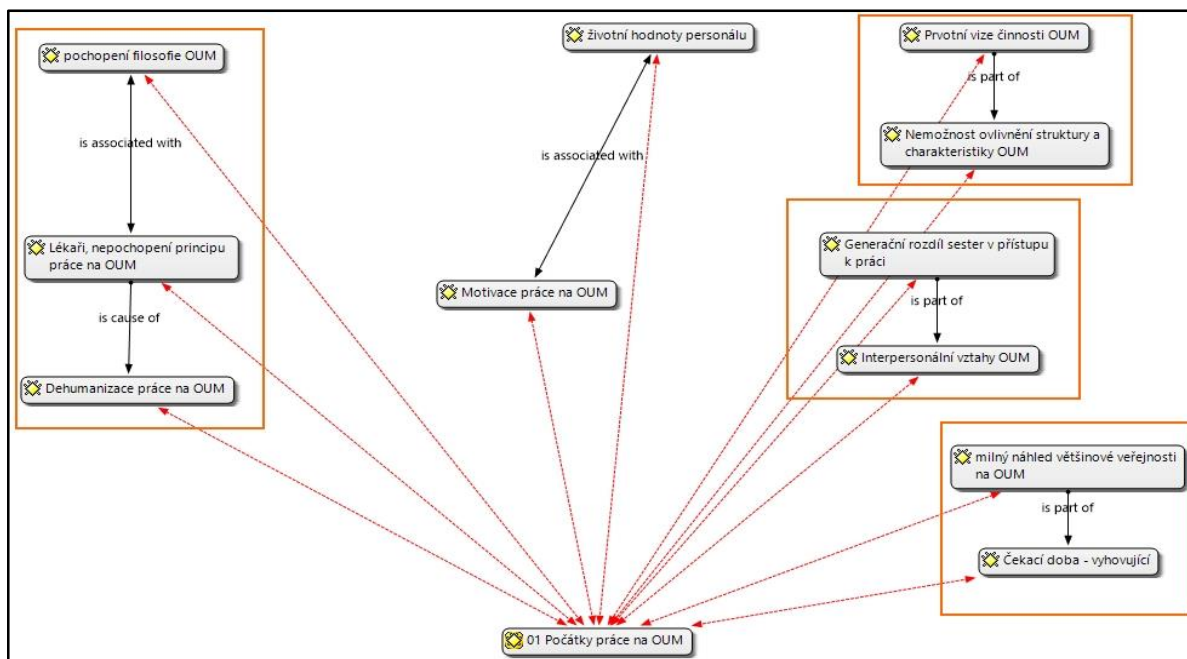 pochopení filosofie OUM
is associated with
Lékaři, nepochopení principu
práce na OUM
is cause of
Dehumanizace práce na OUM
životní hodnoty personálu
is associated with
Motivace práce na OUM
Prvotní vize činnosti OUM
is part of
Nemožnost ovlivnění struktury a
charakteristiky OUM
Generační rozdíl sester v přístupu
k práci
is part of
Interpersonální vztahy OUM
milný náhled většinové veřejnosti
na OUM
is part of
Čekací doba - vyhovující
01 Počátky práce na OUM